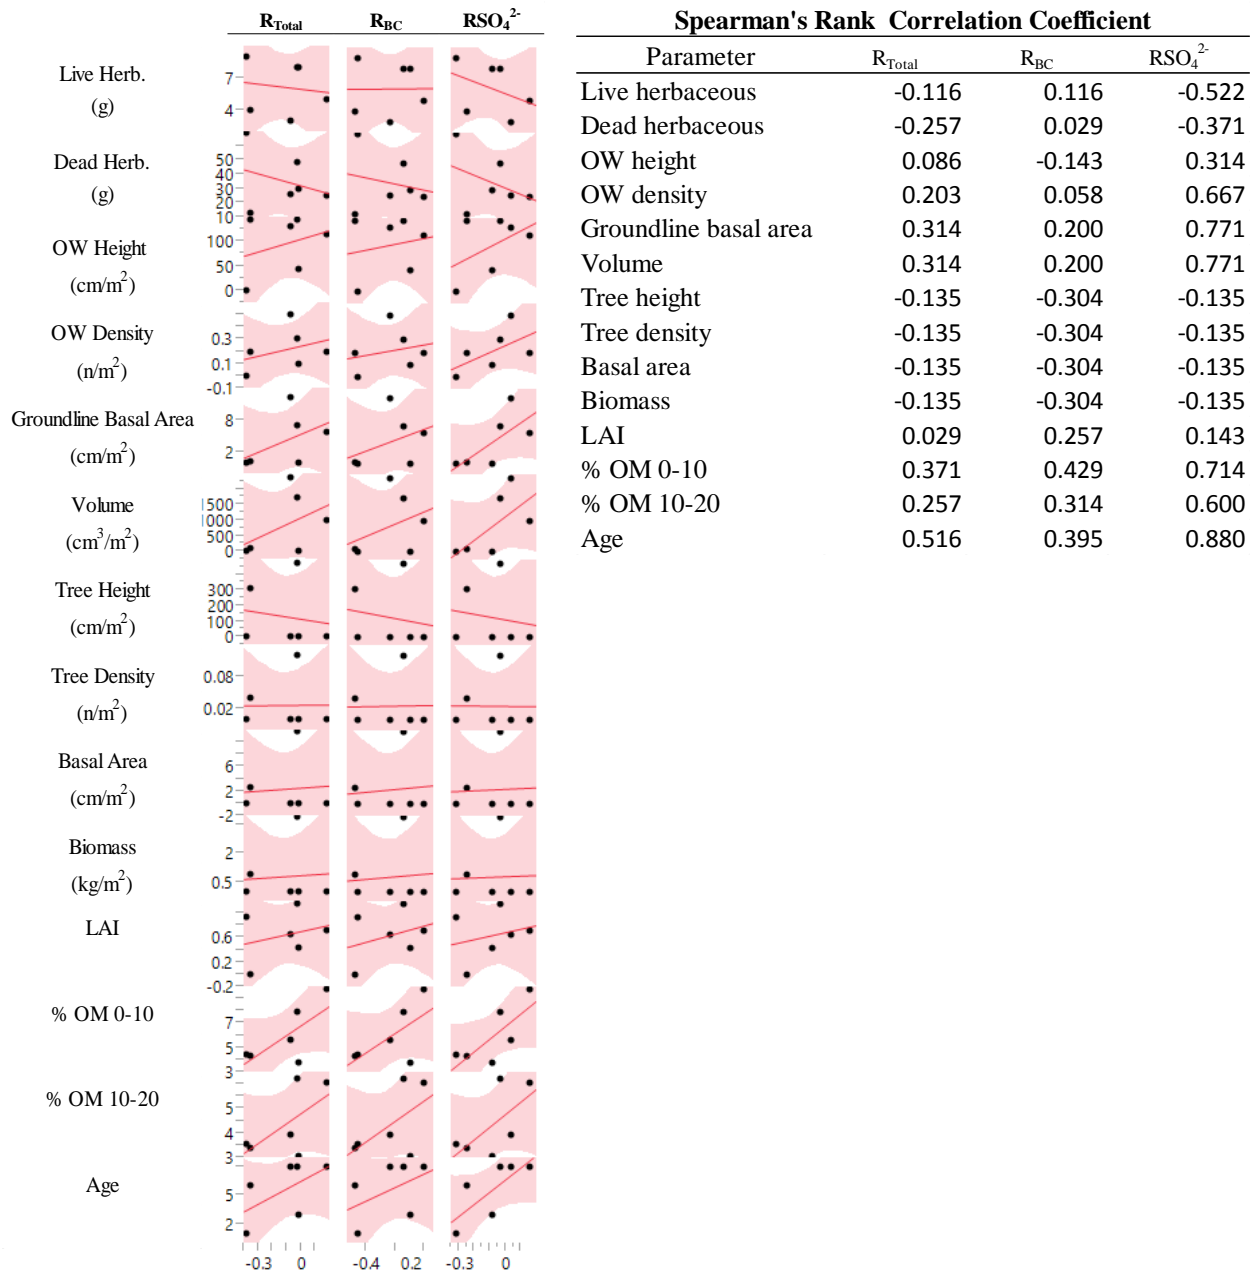 R_Total R_BC RSO₄²⁻
Live Herb.
(g)
7
4
Dead Herb.
(g)
50
40
30
20
10
OW Height
(cm/m²)
100
50
0
OW Density
(n/m²)
0.3
0.1
-0.1
Groundline Basal Area
(cm/m²)
8
2
Volume
(cm³/m²)
1500
1000
500
0
Tree Height
(cm/m²)
300
200
100
0
Tree Density
(n/m²)
0.08
0.02
Basal Area
(cm/m²)
6
2
-2
Biomass
(kg/m²)
2
0.5
LAI
0.6
0.2
-0.2
% OM 0-10
7
5
3
% OM 10-20
5
4
3
Age
5
2
-0.3 0 -0.4 0.2 -0.3 0
Spearman's Rank Correlation Coefficient
Parameter R_Total R_BC RSO₄²⁻
Live herbaceous -0.116 0.116 -0.522
Dead herbaceous -0.257 0.029 -0.371
OW height 0.086 -0.143 0.314
OW density 0.203 0.058 0.667
Groundline basal area 0.314 0.200 0.771
Volume 0.314 0.200 0.771
Tree height -0.135 -0.304 -0.135
Tree density -0.135 -0.304 -0.135
Basal area -0.135 -0.304 -0.135
Biomass -0.135 -0.304 -0.135
LAI 0.029 0.257 0.143
% OM 0-10 0.371 0.429 0.714
% OM 10-20 0.257 0.314 0.600
Age 0.516 0.395 0.880